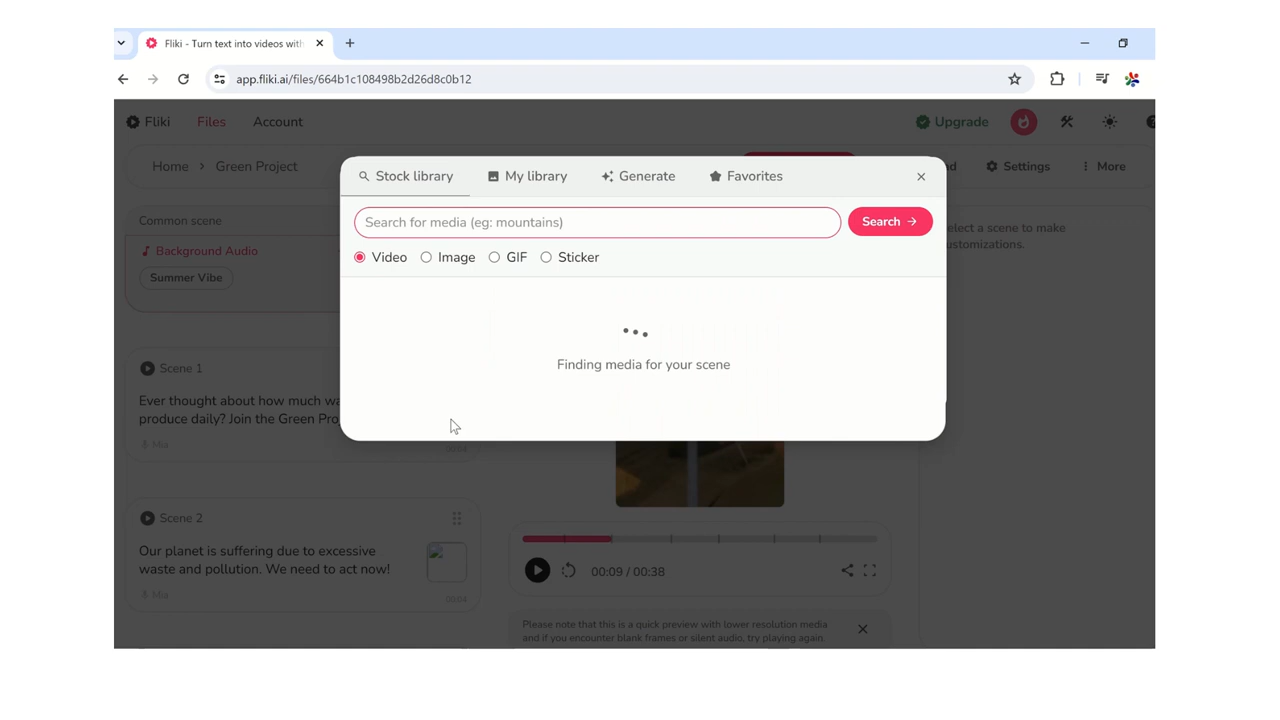 Fliki - Turn text into videos with
app.fliki.ai/files/664b1c108498b2d26d8c0b12
Fliki
Files
Account
Upgrade
Home > Green Project
Settings
More
Stock library
My library
Generate
Favorites
Search for media (eg: mountains)
Search
Video
Image
GIF
Sticker
Finding media for your scene
Common scene
Background Audio
Summer Vibe
Scene 1
Ever thought about how much
produce daily? Join the Green
Mia
00:04
Scene 2
Our planet is suffering due to excessive
waste and pollution. We need to act now!
Mia
00:04
a scene to make
00:09 / 00:38
Please note that this is a quick preview with lower resolution media
and if you encounter blank frames or silent audio, try playing again.